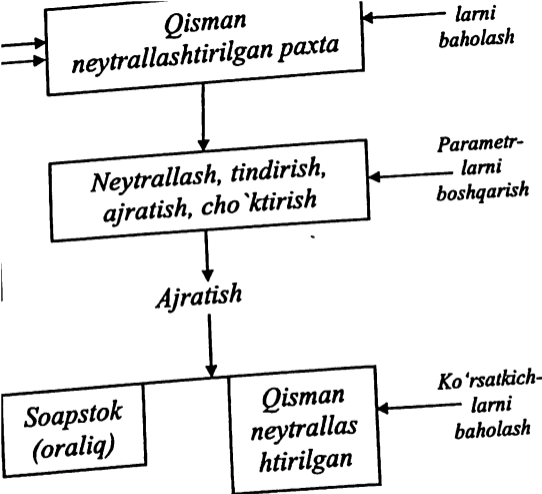 Qisman
neytrallashtirilgan paxta
larni
baholash
Neytrallash, tindirish,
ajratish, cho`ktirish
Parametr-
larni
boshqarish
Ajratish
Soapstok
(oraliq)
Qisman
neytrallas
htirilgan
Ko‘rsatkich-
larni
baholash